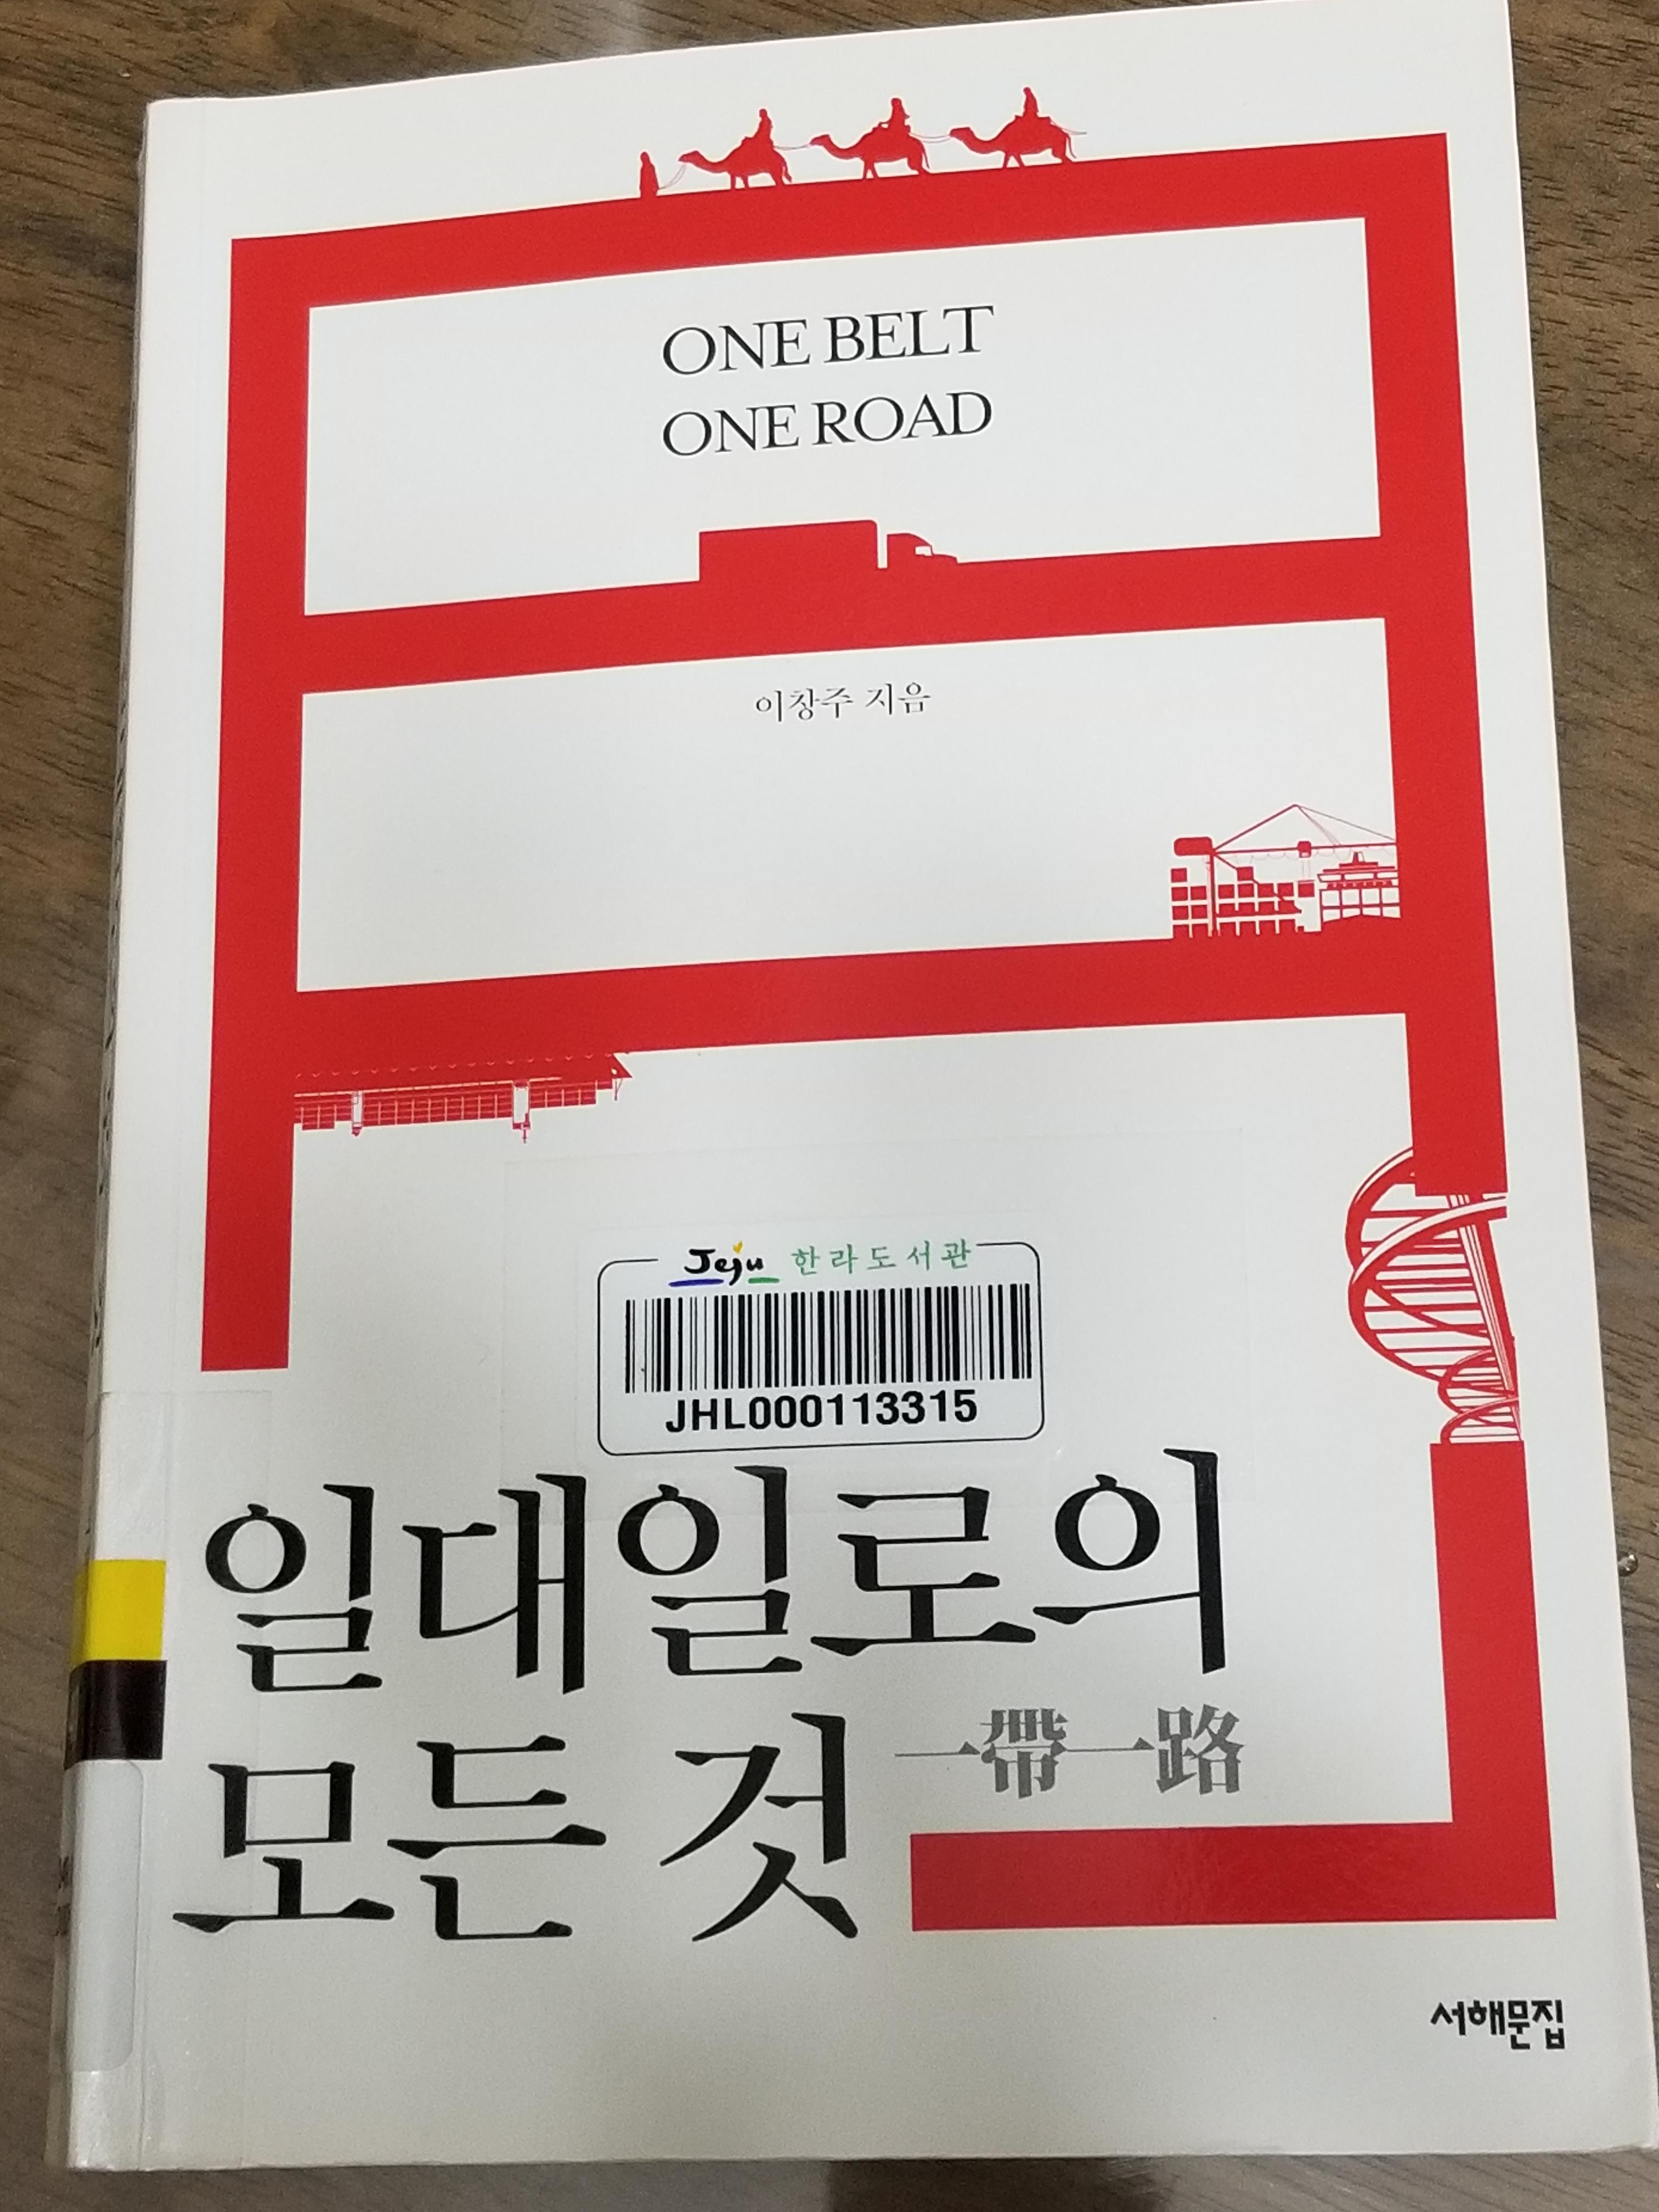 ONE BELT
ONE ROAD
이창주 지음
Jeju 한라도서관
JHL000113315
일대일로의
모든 것 一帶一路
서해문집